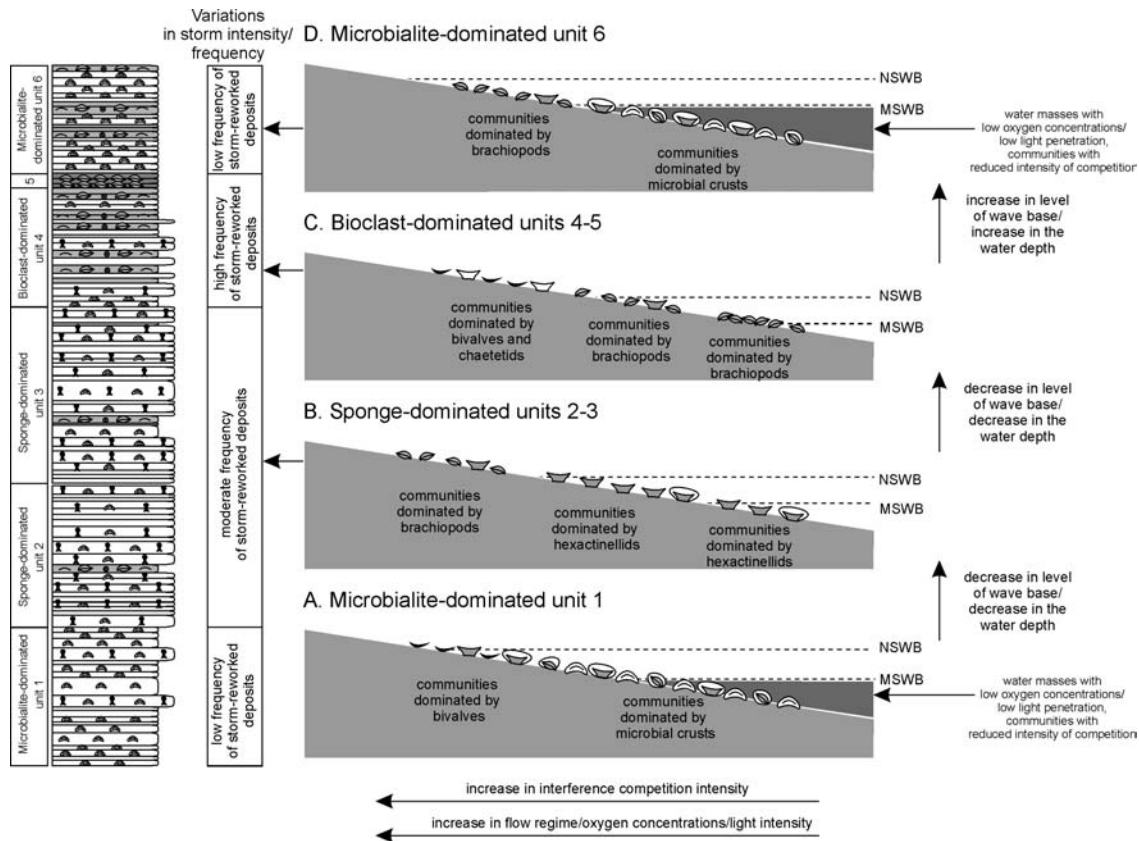 Variations
in storm intensity/
frequency
Microbialite-
dominated unit 6
5
Bioclast-dominated
unit 4
Sponge-dominated
unit 3
Sponge-dominated
unit 2
Microbialite-dominated
unit 1
low frequency of
storm-reworked
deposits
high frequency
of storm-reworked
deposits
moderate frequency
of storm-reworked deposits
low frequency
of storm-reworked
deposits
D. Microbialite-dominated unit 6
NSWB
MSWB
communities
dominated by
brachiopods
communities
dominated by
microbial crusts
water masses with
low oxygen concentrations/
low light penetration,
communities with
reduced intensity of competition
increase in level
of wave base/
increase in the
water depth
C. Bioclast-dominated units 4-5
NSWB
MSWB
communities
dominated by
bivalves and
chaetetids
communities
dominated by
brachiopods
communities
dominated by
brachiopods
decrease in level
of wave base/
decrease in the
water depth
B. Sponge-dominated units 2-3
NSWB
MSWB
communities
dominated by
brachiopods
communities
dominated by
hexactinellids
communities
dominated by
hexactinellids
decrease in level
of wave base/
decrease in the
water depth
A. Microbialite-dominated unit 1
NSWB
MSWB
communities
dominated by
bivalves
communities
dominated by
microbial crusts
water masses with
low oxygen concentrations/
low light penetration,
communities with
reduced intensity of competition
increase in interference competition intensity
increase in flow regime/oxygen concentrations/light intensity